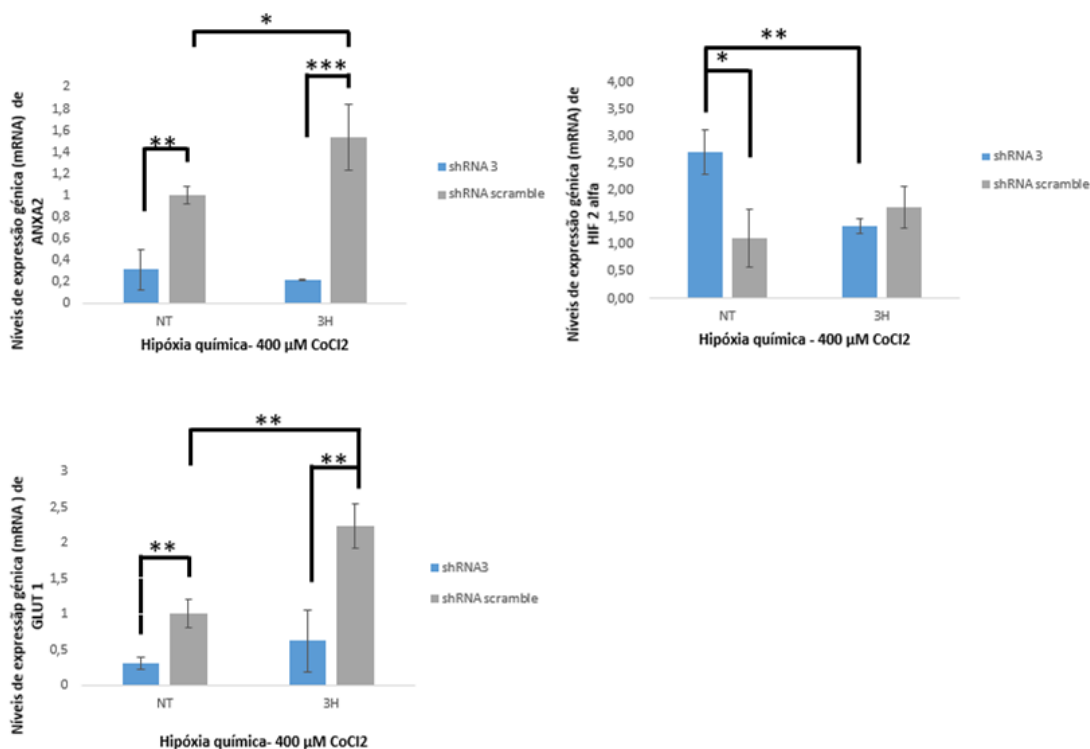 *
***
**
Níveis de expressão génica (mRNA) de
ANXA2
2
1,8
1,6
1,4
1,2
1
0,8
0,6
0,4
0,2
0
NT
3H
Hipóxia química- 400 µM CoCl2
shRNA 3
shRNA scramble
**
*
Níveis de expressão génica (mRNA) de
HIF 2 alfa
4,00
3,50
3,00
2,50
2,00
1,50
1,00
0,50
0,00
NT
3H
Hipóxia química - 400 µM CoCl2
shRNA 3
shRNA scramble
**
**
**
Níveis de expressãp génica (mRNA ) de
GLUT 1
3
2,5
2
1,5
1
0,5
0
NT
3H
Hipóxia química- 400 µM CoCl2
shRNA3
shRNA scramble